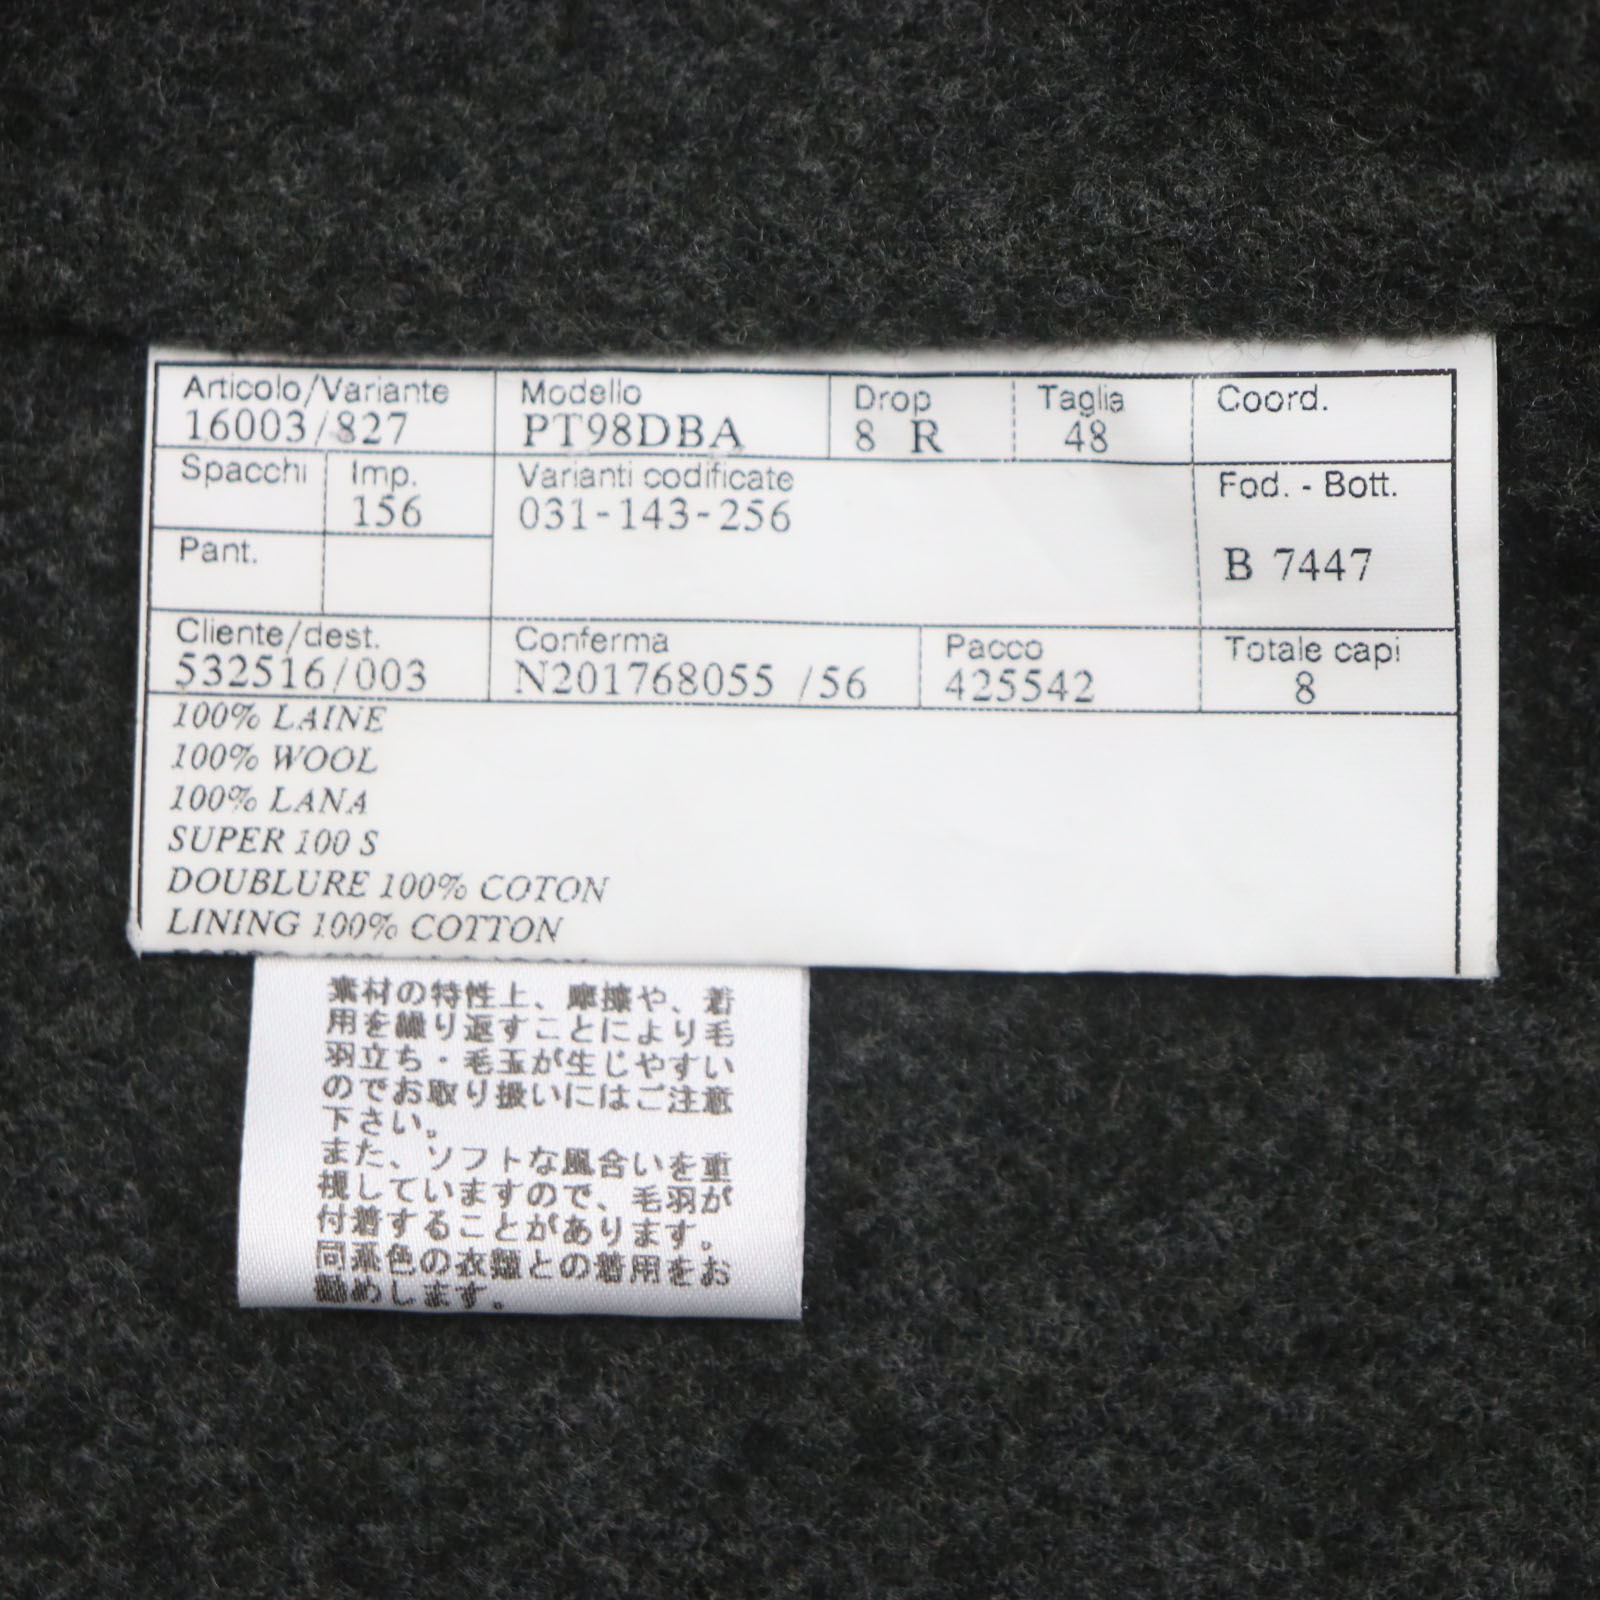 Articolo/Variante Modello Drop Taglia Coord.
16003/827 PT98DBA 8 R 48
Spacchi Imp. Varianti codificate Fod. - Bott.
156 031-143-256
Pant. B 7447
Cliente/dest. Conferma Pacco Totale capi
532516/003 N201768055 /56 425542 8
100% LAINE
100% WOOL
100% LANA
SUPER 100 S
DOUBLURE 100% COTON
LINING 100% COTTON
素材の特性上、摩擦や、着
用を繰り返すことにより毛
羽立ち・毛玉が生じやすい
のでお取り扱いにはご注意
下さい。
また、ソフトな風合いを重
視していますので、毛羽が
付着することがあります。
同系色の衣類との着用をお
勧めします。